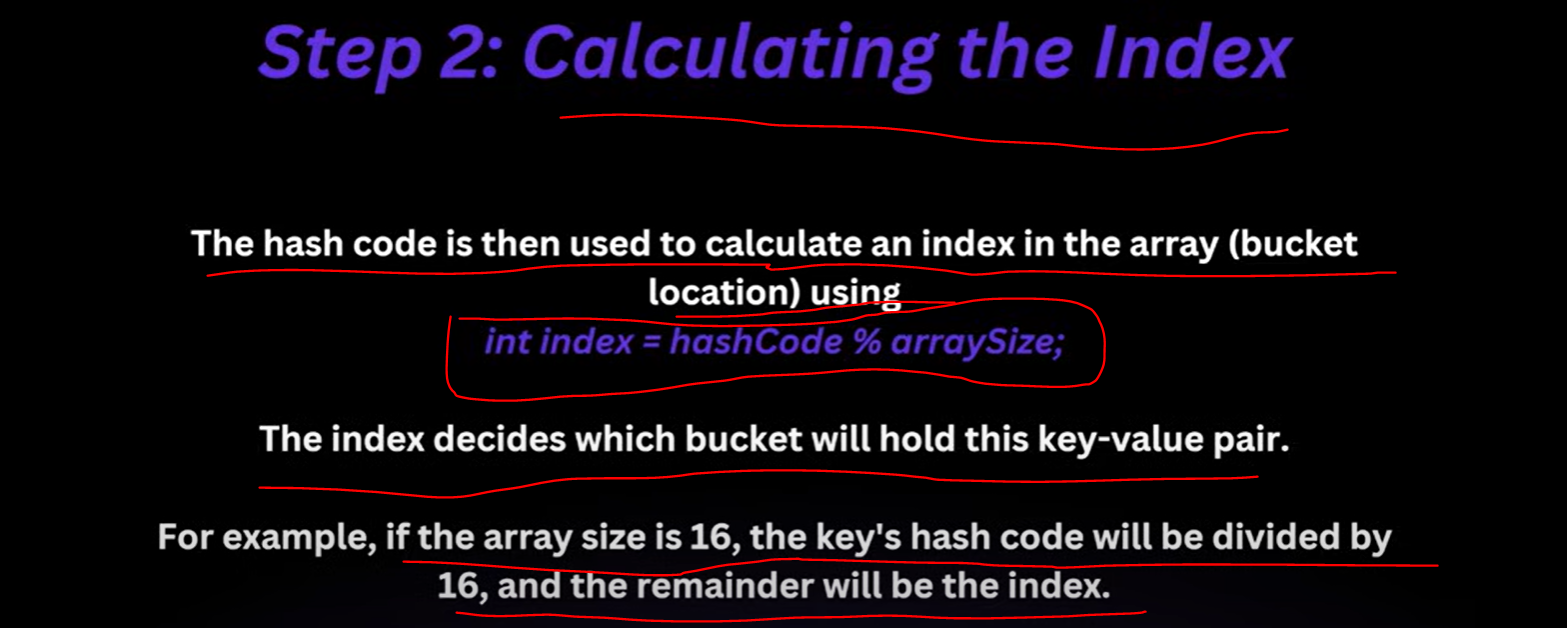 Step 2: Calculating the Index
The hash code is then used to calculate an index in the array (bucket
location) using
int index = hashCode % arraySize;
The index decides which bucket will hold this key-value pair.
For example, if the array size is 16, the key's hash code will be divided by
16, and the remainder will be the index.